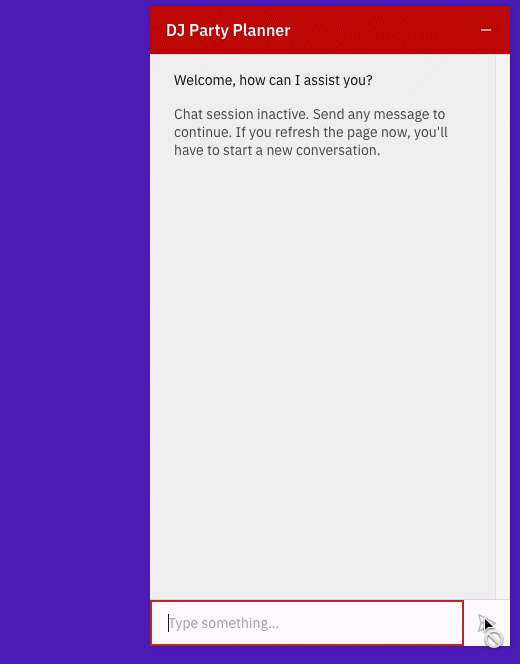 DJ Party Planner
Welcome, how can I assist you?
Chat session inactive. Send any message to
continue. If you refresh the page now, you'll
have to start a new conversation.
Type something...